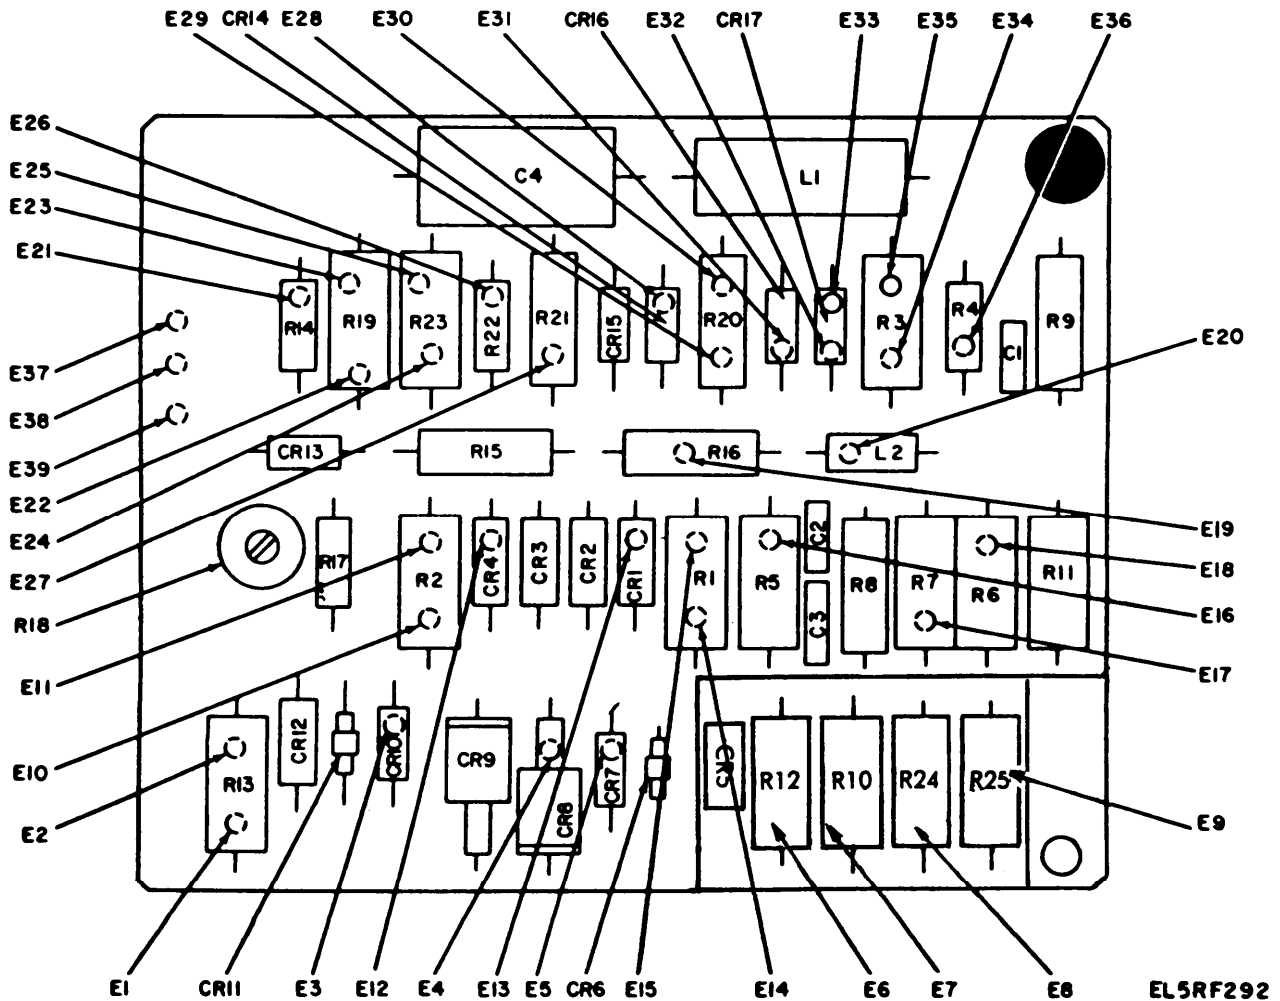 E29 CR14 E28 E30 E31 CR16 E32 CR17 E33 E35 E34 E36
E26
E25
E23
E21
E37
E38
E39
E22
E24
E27
R18
E11
E10
E2
C4 L1
R14 R19 R23 R22 R21 CR15 R20 R3 R4 C1 R9
E20
CR13 R15 R16 L2
E19
E18
E16
E17
R17 R2 CR4 CR3 CR2 CR1 R1 R5 C2 C3 R8 R7 R6 R11
R13 CR12 CR10 CR9 CR8 CR7 CR5 R12 R10 R24 R25
E9
E1 CR11 E3 E12 E4 E13 E5 CR6 E15 E14 E6 E7 E8 EL5RF292